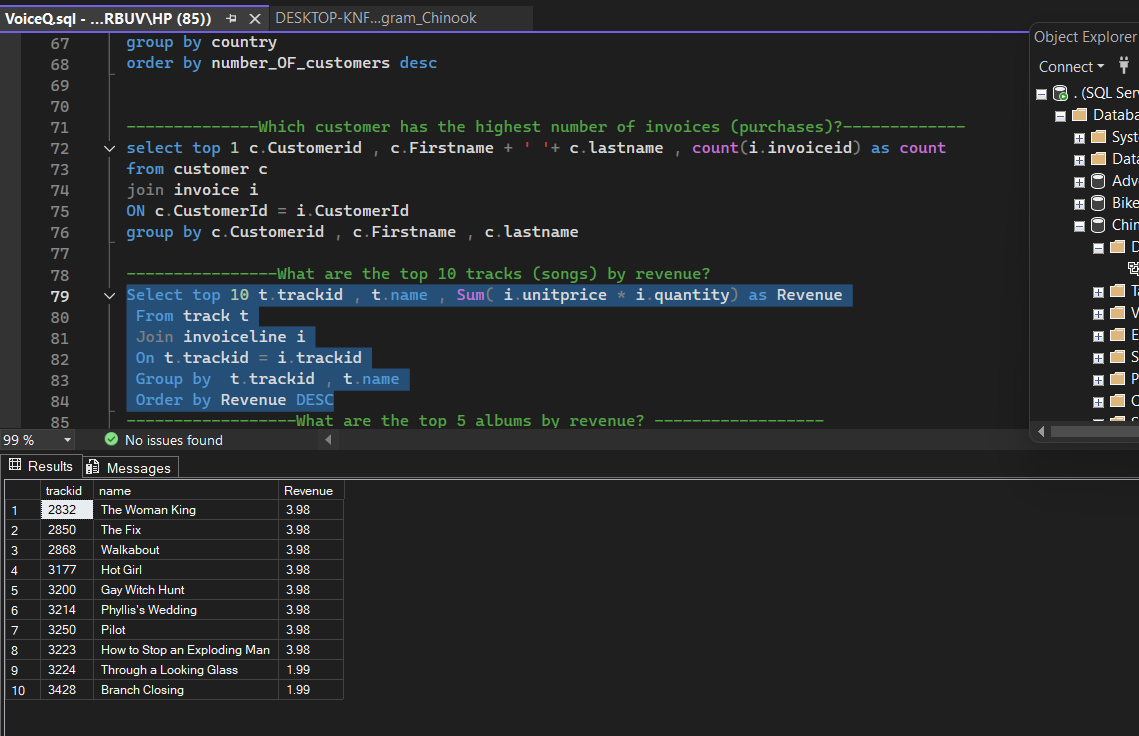 VoiceQ.sql - ...RBUV\HP (85))
DESKTOP-KNF...gram_Chinook
67 group by country
68 order by number_OF_customers desc
69
70
71 --------------Which customer has the highest number of invoices (purchases)?-------------
72 select top 1 c.Customerid , c.Firstname + ' '+ c.lastname , count(i.invoiceid) as count
73 from customer c
74 join invoice i
75 ON c.CustomerId = i.CustomerId
76 group by c.Customerid , c.Firstname , c.lastname
77
78 ----------------What are the top 10 tracks (songs) by revenue?
79 Select top 10 t.trackid , t.name , Sum( i.unitprice * i.quantity) as Revenue
80 From track t
81 Join invoiceline i
82 On t.trackid = i.trackid
83 Group by  t.trackid , t.name
84 Order by Revenue DESC
85 ------------------What are the top 5 albums by revenue? ------------------
99 %
No issues found
Object Explorer
Connect
. (SQL Ser
Databa
Syst
Data
Adve
Bike
Chin
D
T
V
E
S
P
C
Results
Messages
trackid name Revenue
1 2832 The Woman King 3.98
2 2850 The Fix 3.98
3 2868 Walkabout 3.98
4 3177 Hot Girl 3.98
5 3200 Gay Witch Hunt 3.98
6 3214 Phyllis's Wedding 3.98
7 3250 Pilot 3.98
8 3223 How to Stop an Exploding Man 3.98
9 3224 Through a Looking Glass 1.99
10 3428 Branch Closing 1.99